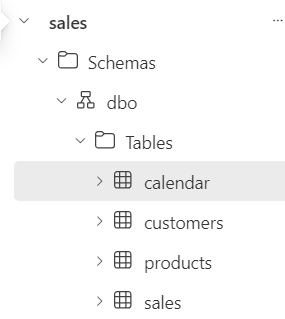 sales
Schemas
dbo
Tables
calendar
customers
products
sales